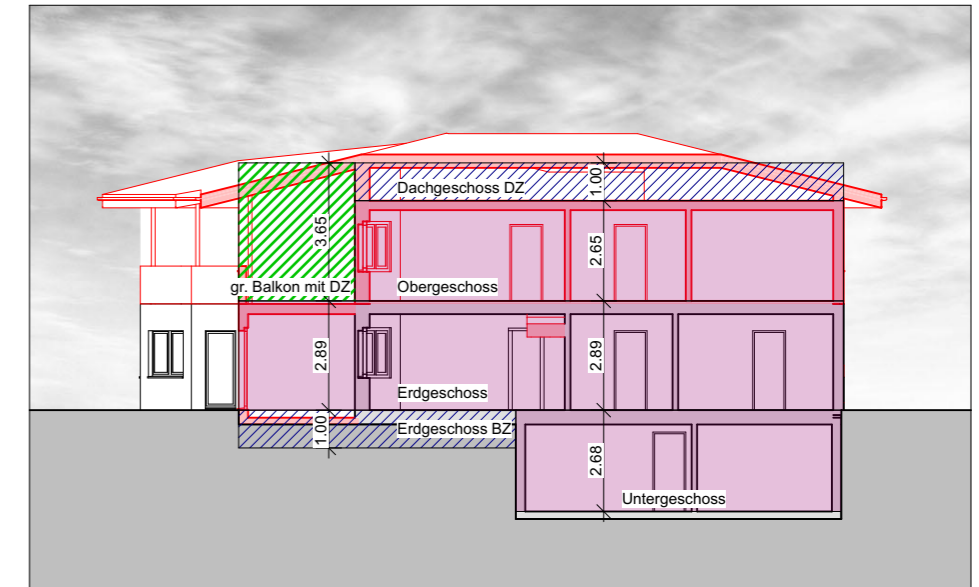 Dachgeschoss DZ
1.00
3.65
2.65
gr. Balkon mit DZ
Obergeschoss
2.89
2.89
Erdgeschoss
1.00
Erdgeschoss BZ
2.68
Untergeschoss